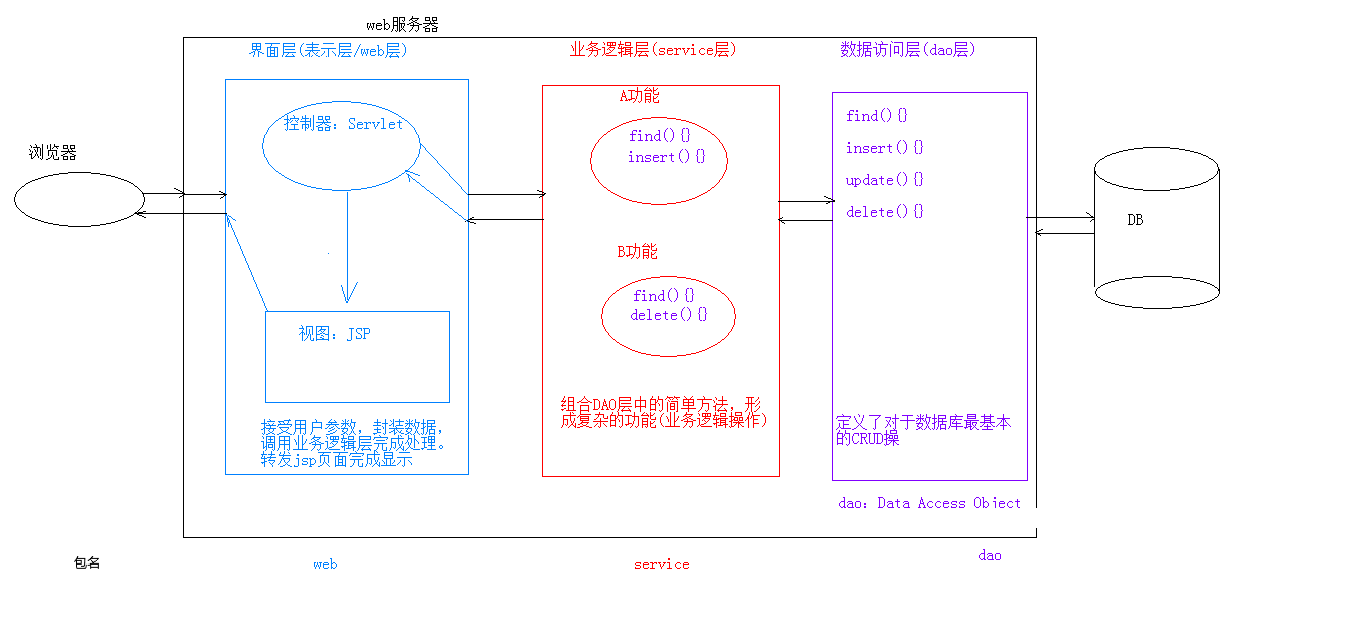 web服务器
界面层(表示层/web层)
业务逻辑层(service层)
数据访问层(dao层)
浏览器
控制器：Servlet
视图：JSP
接受用户参数，封装数据，
调用业务逻辑层完成处理。
转发jsp页面完成显示
A功能
find(){}
insert(){}
B功能
find(){}
delete(){}
组合DAO层中的简单方法，形
成复杂的功能(业务逻辑操作)
find(){}
insert(){}
update(){}
delete(){}
定义了对于数据库最基本
的CRUD操
dao：Data Access Object
DB
包名
web
service
dao